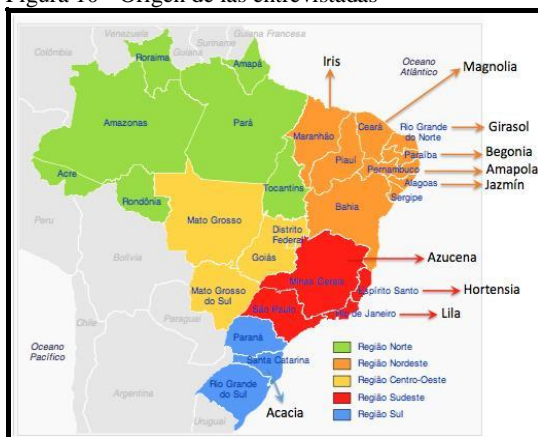 Figura 10 - Origen de las entrevistadas
Venezuela
Guiana Francesa
Colômbia
Suriname
Guiana
Iris
Oceano
Atlântico
Magnolia
Roraima
Amapá
Amazonas
Pará
Maranhão
Ceará
Rio Grande
do Norte
Girasol
Piauí
Paraíba
Begonia
Pernambuco
Amapola
Acre
Alagoas
Jazmín
Sergipe
Tocantins
Rondônia
Bahia
Peru
Mato Grosso
Distrito
Federal
Bolívia
Goiás
Azucena
Minas Gerais
Mato Grosso
do Sul
Espírito Santo
Hortensia
São Paulo
Rio de Janeiro
Lila
Paraguai
Chile
Paraná
Oceano
Pacífico
Santa Catarina
Rio Grande
do Sul
Argentina
Acacia
Uruguai
Região Norte
Região Nordeste
Região Centro-Oeste
Região Sudeste
Região Sul